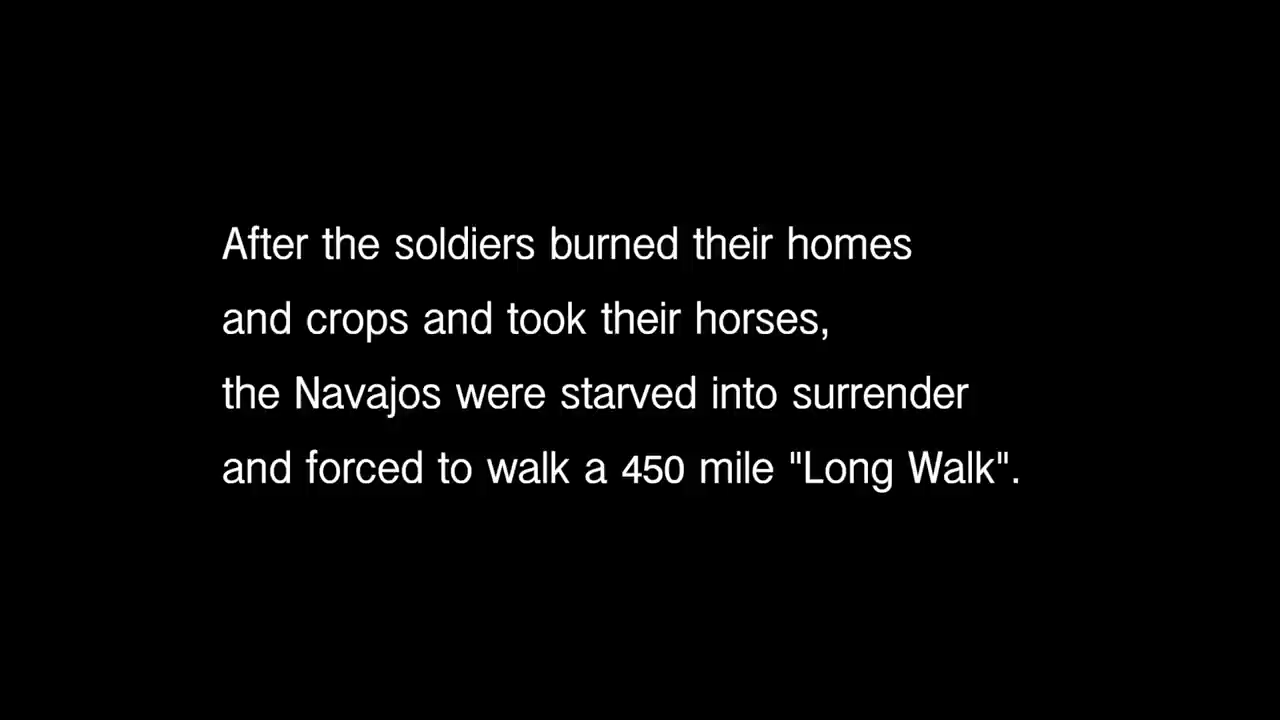 After the soldiers burned their homes
and crops and took their horses,
the Navajos were starved into surrender
and forced to walk a 450 mile "Long Walk".